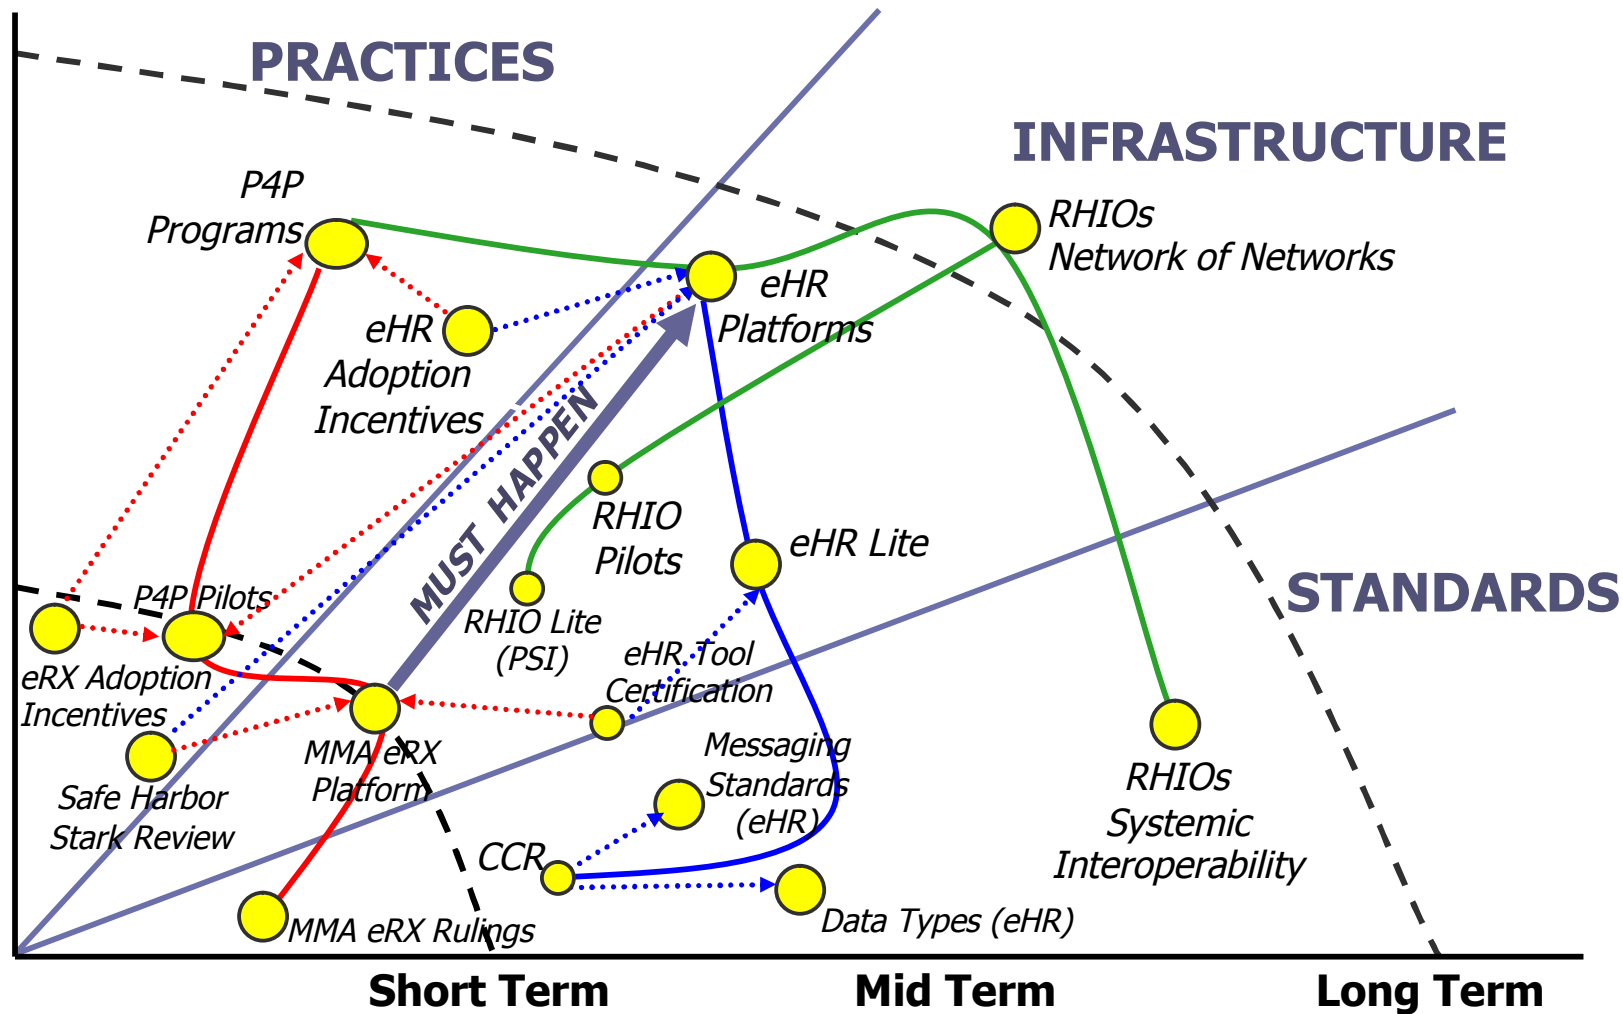 PRACTICES
INFRASTRUCTURE
P4P
Programs
RHIOs
Network of Networks
eHR
Platforms
eHR
Adoption
Incentives
MUST HAPPEN
RHIO
Pilots
eHR Lite
STANDARDS
P4P Pilots
RHIO Lite
(PSI)
eHR Tool
Certification
eRX Adoption
Incentives
MMA eRX
Platform
Messaging
Standards
(eHR)
Safe Harbor
Stark Review
RHIOs
Systemic
Interoperability
CCR
Data Types (eHR)
MMA eRX Rulings
Short Term
Mid Term
Long Term